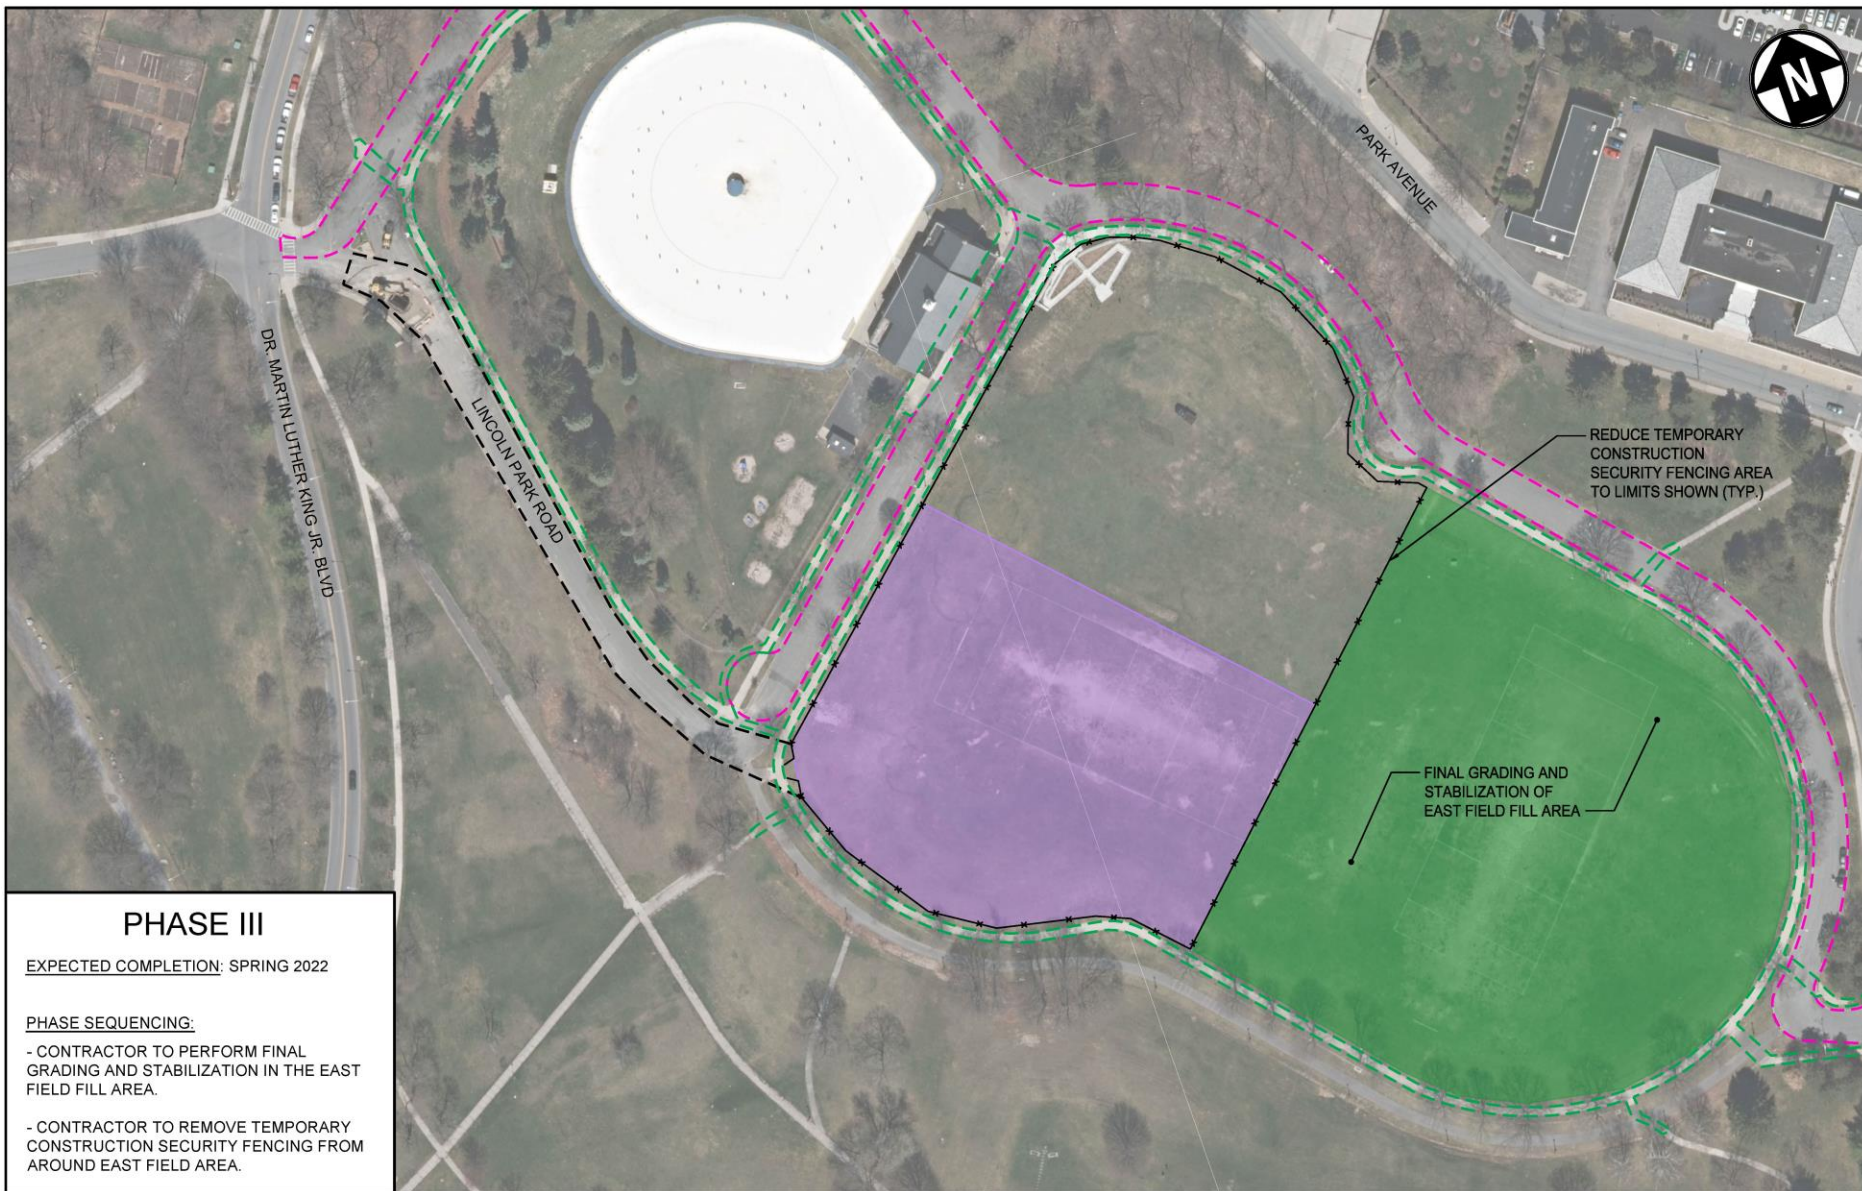 N
PARK AVENUE
DR. MARTIN LUTHER KING JR. BLVD
LINCOLN PARK ROAD
REDUCE TEMPORARY
CONSTRUCTION
SECURITY FENCING AREA
TO LIMITS SHOWN (TYP.)
FINAL GRADING AND
STABILIZATION OF
EAST FIELD FILL AREA
PHASE III
EXPECTED COMPLETION: SPRING 2022
PHASE SEQUENCING:
- CONTRACTOR TO PERFORM FINAL
GRADING AND STABILIZATION IN THE EAST
FIELD FILL AREA.
- CONTRACTOR TO REMOVE TEMPORARY
CONSTRUCTION SECURITY FENCING FROM
AROUND EAST FIELD AREA.